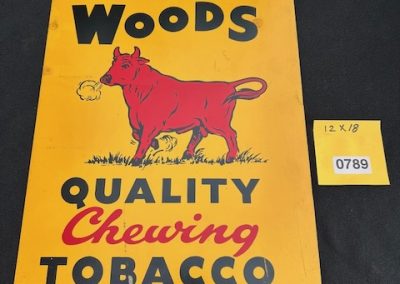 WOODS
QUALITY
Chewing
TOBACCO
12 x 18
0789